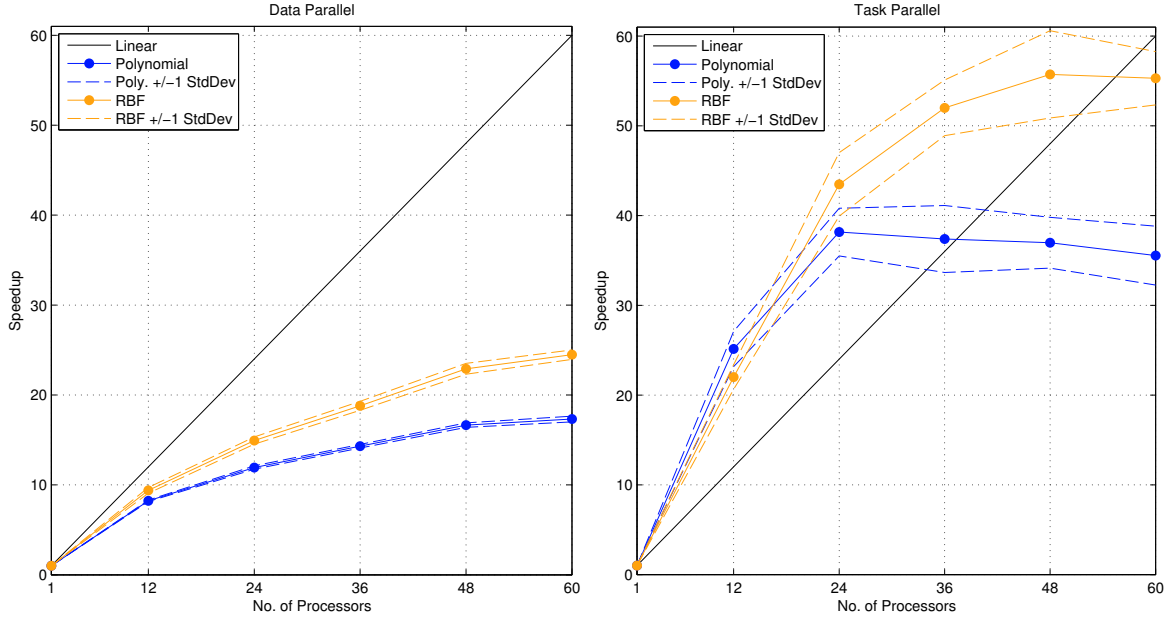 Data Parallel
60
50
40
30
20
10
0
Speedup
Linear
Polynomial
Poly. +/−1 StdDev
RBF
RBF +/−1 StdDev
1 12 24 36 48 60
No. of Processors
Task Parallel
60
50
40
30
20
10
0
Speedup
Linear
Polynomial
Poly. +/−1 StdDev
RBF
RBF +/−1 StdDev
1 12 24 36 48 60
No. of Processors